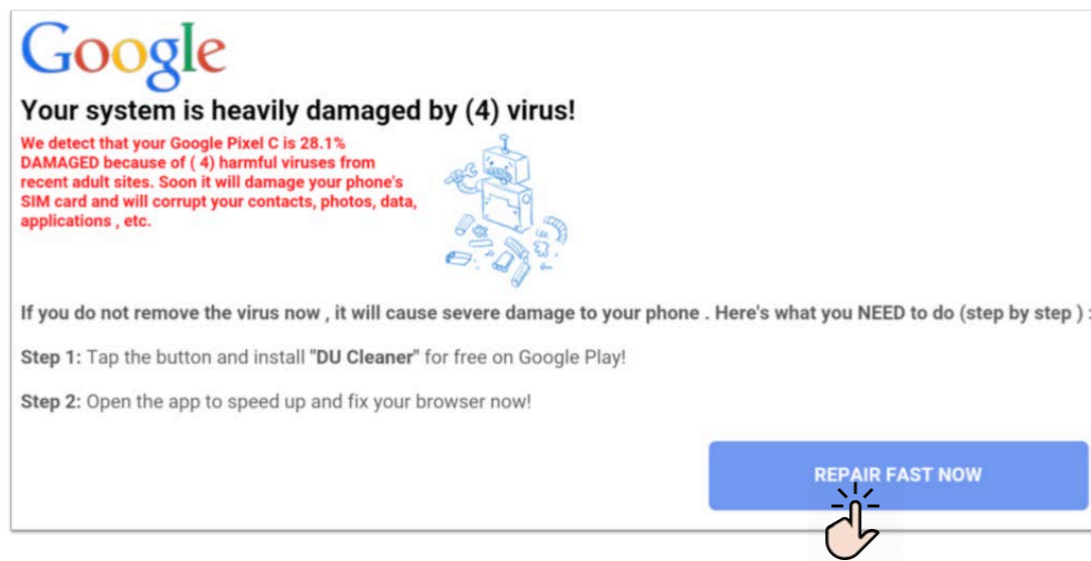 Google
Your system is heavily damaged by (4) virus!
We detect that your Google Pixel C is 28.1%
DAMAGED because of ( 4) harmful viruses from
recent adult sites. Soon it will damage your phone's
SIM card and will corrupt your contacts, photos, data,
applications , etc.
If you do not remove the virus now , it will cause severe damage to your phone . Here's what you NEED to do (step by step ) :
Step 1: Tap the button and install "DU Cleaner" for free on Google Play!
Step 2: Open the app to speed up and fix your browser now!
REPAIR FAST NOW